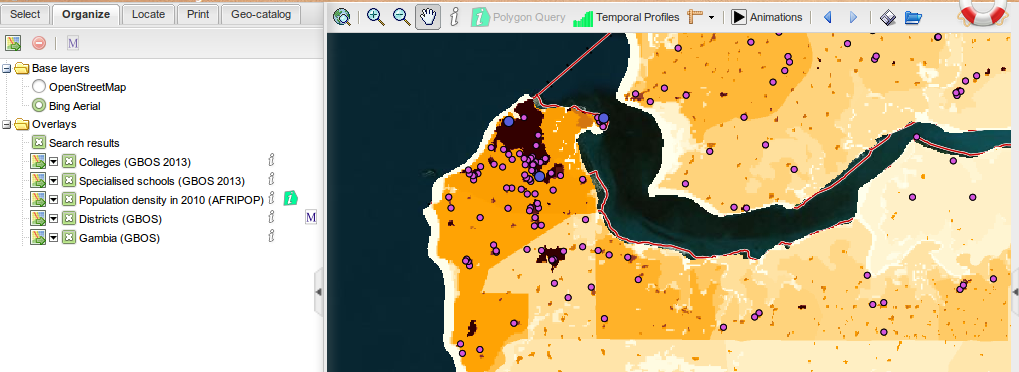 Select Organize Locate Print Geo-catalog
Polygon Query Temporal Profiles Animations
M
Base layers
OpenStreetMap
Bing Aerial
Overlays
Search results
Colleges (GBOS 2013)
Specialised schools (GBOS 2013)
Population density in 2010 (AFRIPOP)
Districts (GBOS) M
Gambia (GBOS)